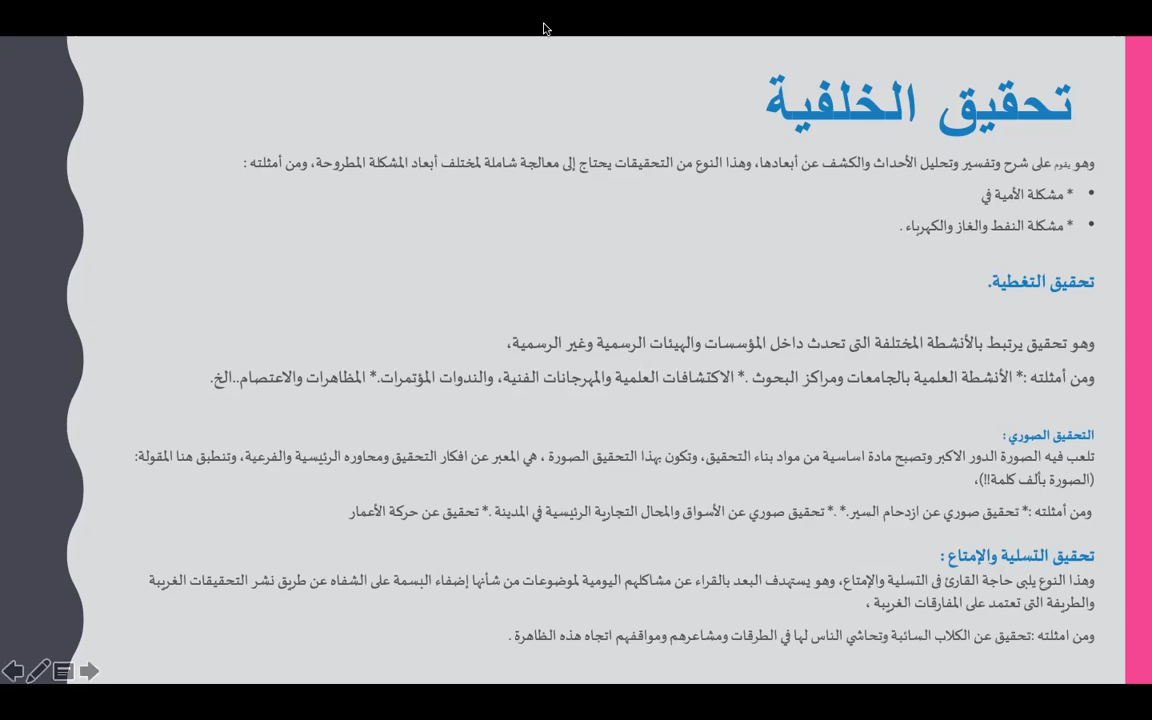 تحقيق الخلفية
وهو يقوم على شرح وتفسير وتحليل الأحداث والكشف عن أبعادها، وهذا النوع من التحقيقات يحتاج إلى معالجة شاملة لمختلف أبعاد المشكلة المطروحة، ومن أمثلته :
• * مشكلة الأمية في
• * مشكلة النفط والغاز والكهرباء .
تحقيق التغطية.
وهو تحقيق يرتبط بالأنشطة المختلفة التى تحدث داخل المؤسسات والهيئات الرسمية وغير الرسمية،
ومن أمثلته :* الأنشطة العلمية بالجامعات ومراكز البحوث .* الاكتشافات العلمية والمهرجانات الفنية، والندوات المؤتمرات.* المظاهرات والاعتصام..الخ.
التحقيق الصوري :
تلعب فيه الصورة الدور الاكبر وتصبح مادة اساسية من مواد بناء التحقيق، وتكون بهذا التحقيق الصورة ، هي المعبر عن افكار التحقيق ومحاوره الرئيسية والفرعية، وتنطبق هنا المقولة:
(الصورة بألف كلمة!!)،
ومن أمثلته :* تحقيق صوري عن ازدحام السير.* .* تحقيق صوري عن الأسواق والمحال التجارية الرئيسية في المدينة .* تحقيق عن حركة الأعمار
تحقيق التسلية والإمتاع :
وهذا النوع يلبى حاجة القارئ فى التسلية والإمتاع، وهو يستهدف البعد بالقراء عن مشاكلهم اليومية لموضوعات من شأنها إضفاء البسمة على الشفاه عن طريق نشر التحقيقات الغريبة
والطريفة التى تعتمد على المفارقات الغريبة ،
ومن امثلته :تحقيق عن الكلاب السائبة وتحاشي الناس لها في الطرقات ومشاعرهم ومواقفهم اتجاه هذه الظاهرة .